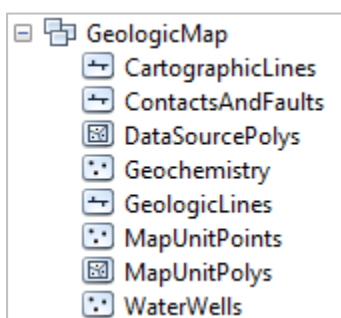 GeologicMap
CartographicLines
ContactsAndFaults
DataSourcePolys
Geochemistry
GeologicLines
MapUnitPoints
MapUnitPolys
WaterWells